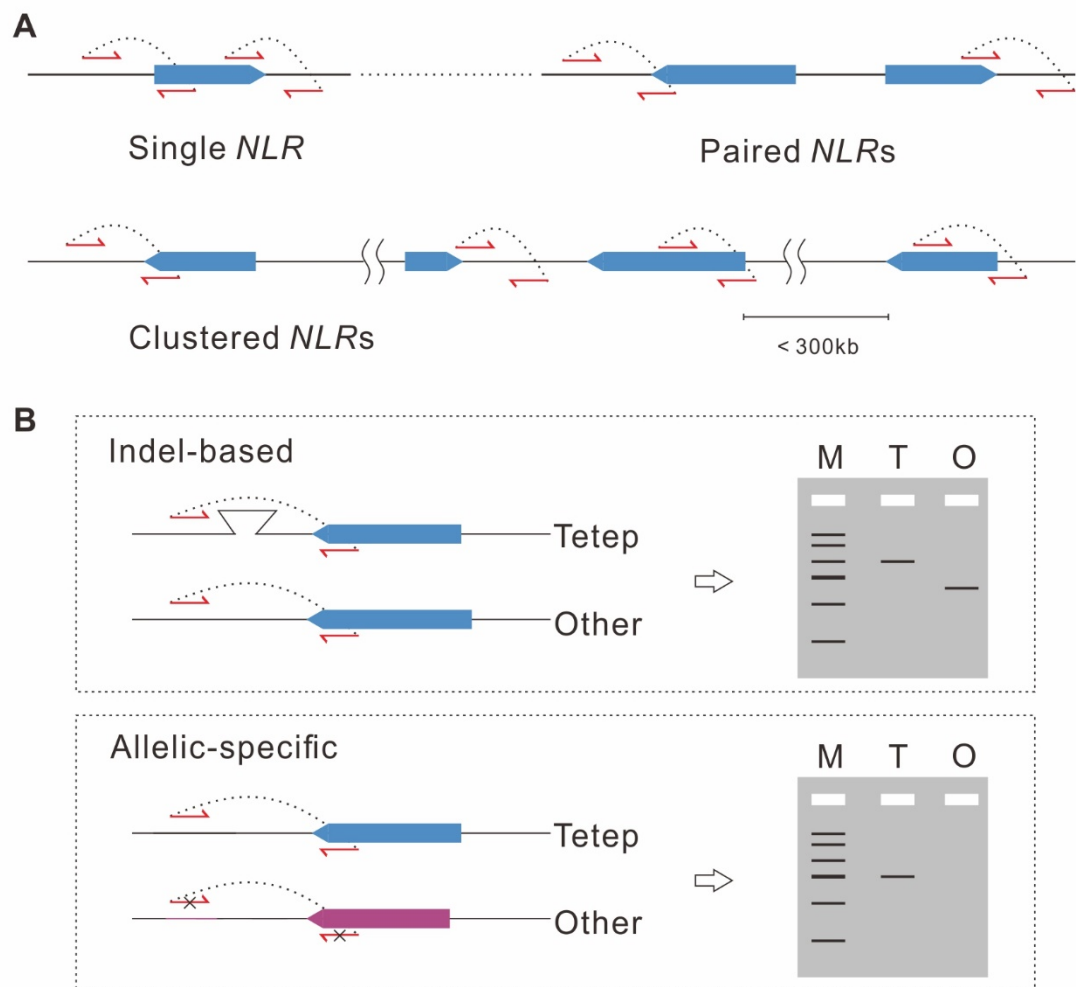 A
Single NLR
Paired NLRs
Clustered NLRs
< 300kb
B
Indel-based
M T O
Tetep
Other
Allelic-specific
M T O
Tetep
Other